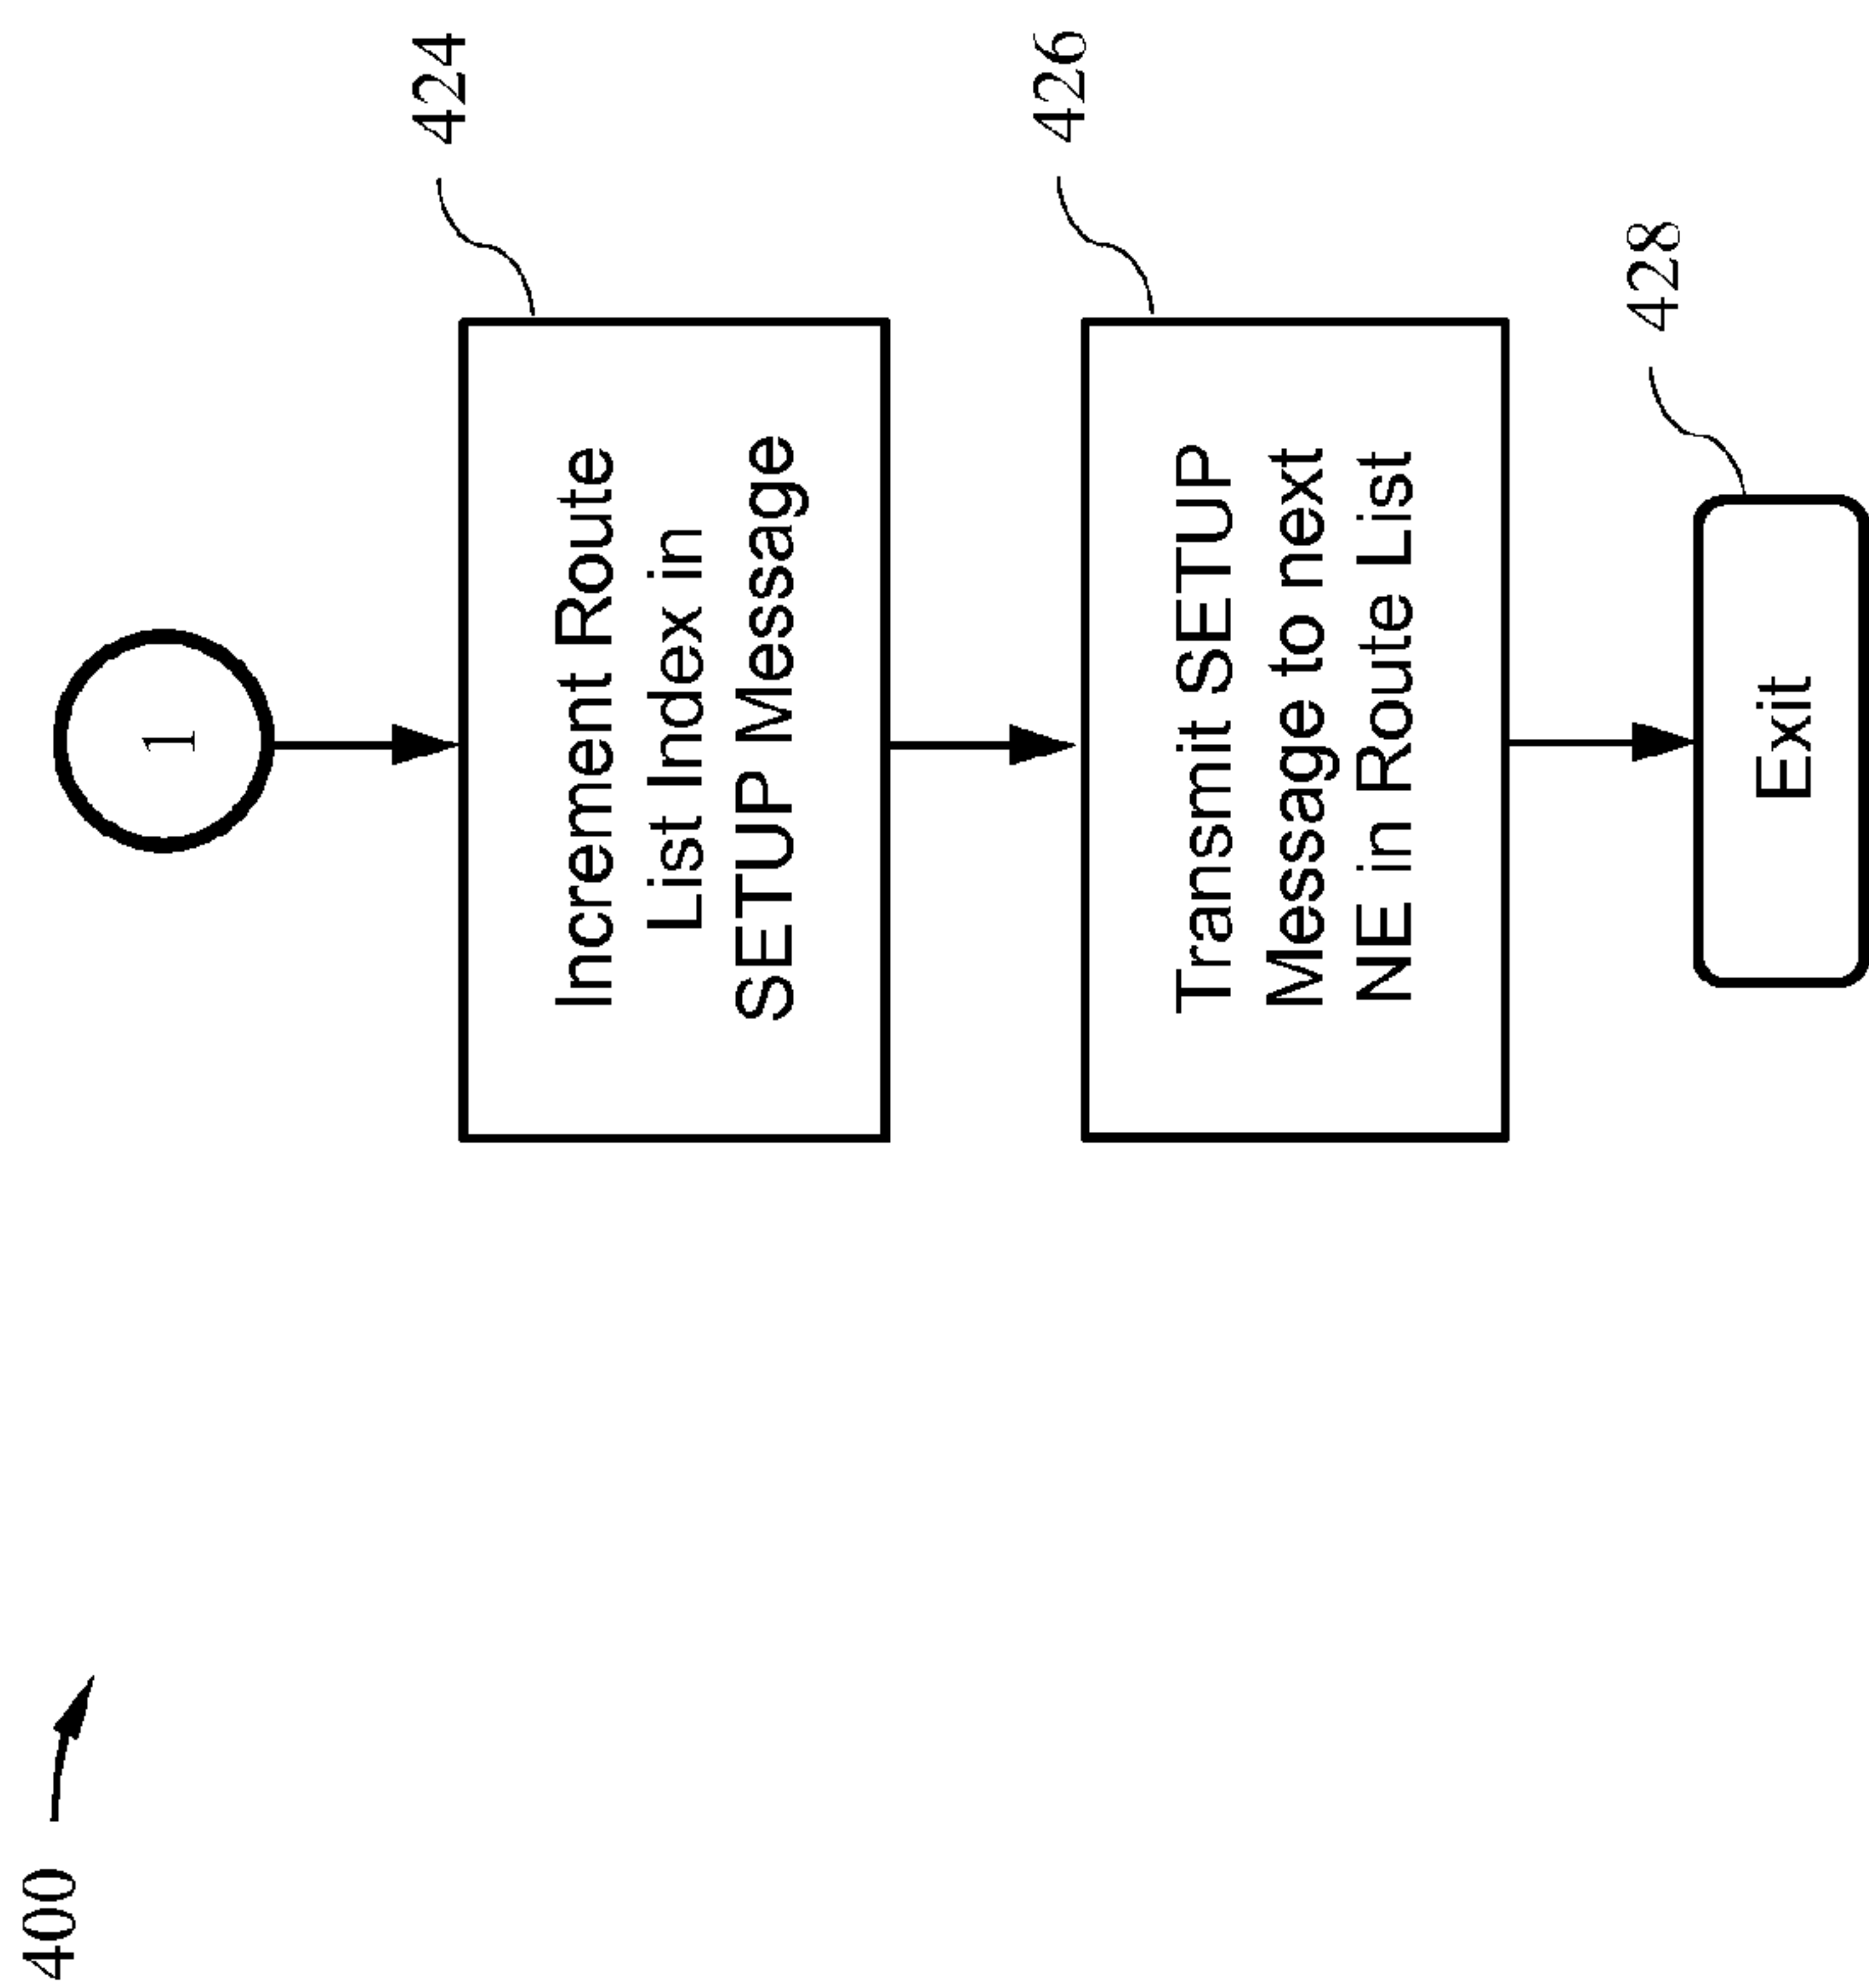 400
1
424
Increment Route
List Index in
SETUP Message
426
Transmit SETUP
Message to next
NE in Route List
428
Exit